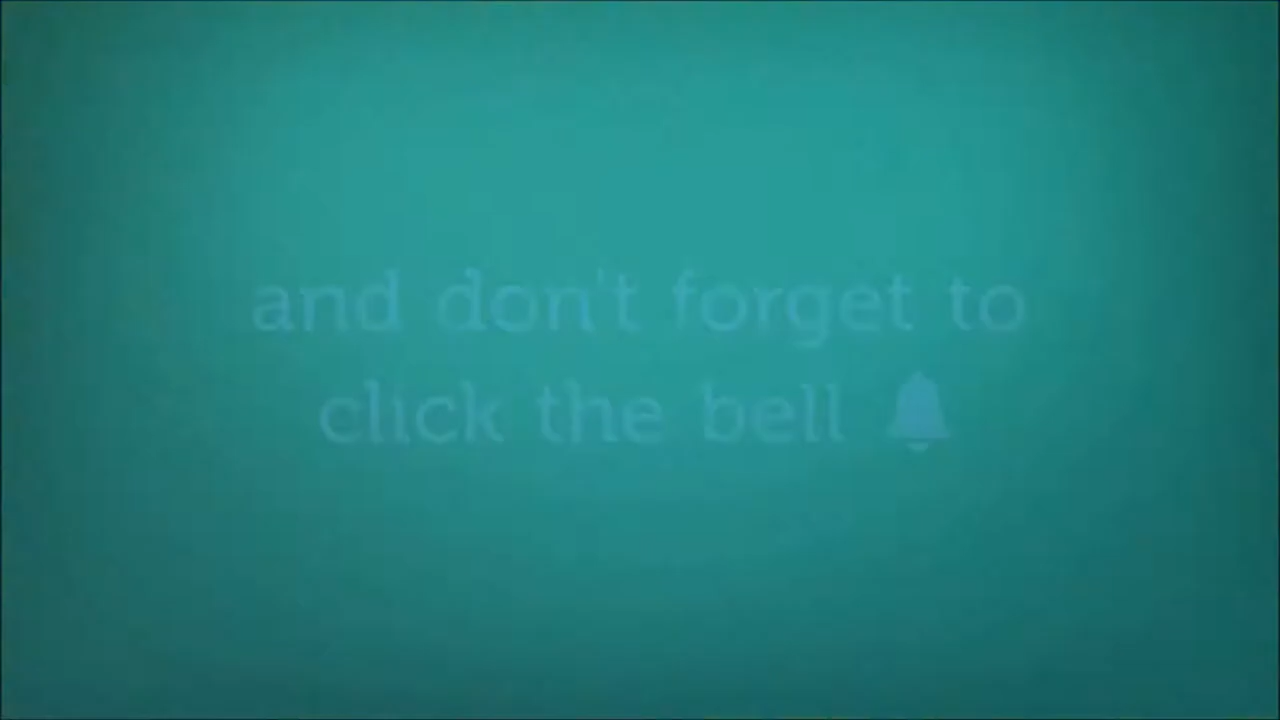 and don't forget to
click the bell 🔔